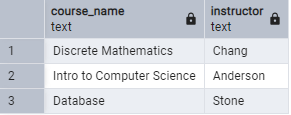 course_name instructor
text text
1 Discrete Mathematics Chang
2 Intro to Computer Science Anderson
3 Database Stone